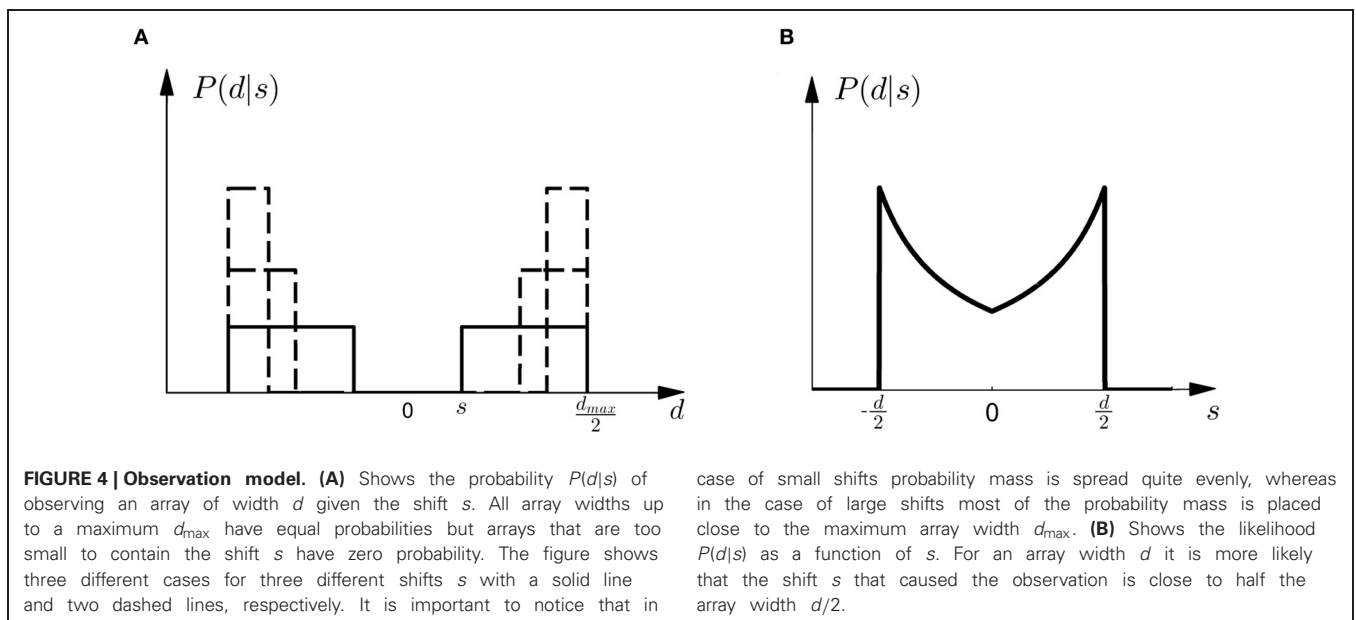 A
P(d|s)
0
s
d_max/2
d
B
P(d|s)
-d/2
0
d/2
s
FIGURE 4 | Observation model. (A) Shows the probability P(d|s) of
observing an array of width d given the shift s. All array widths up
to a maximum d_max have equal probabilities but arrays that are too
small to contain the shift s have zero probability. The figure shows
three different cases for three different shifts s with a solid line
and two dashed lines, respectively. It is important to notice that in
case of small shifts probability mass is spread quite evenly, whereas
in the case of large shifts most of the probability mass is placed
close to the maximum array width d_max. (B) Shows the likelihood
P(d|s) as a function of s. For an array width d it is more likely
that the shift s that caused the observation is close to half the
array width d/2.